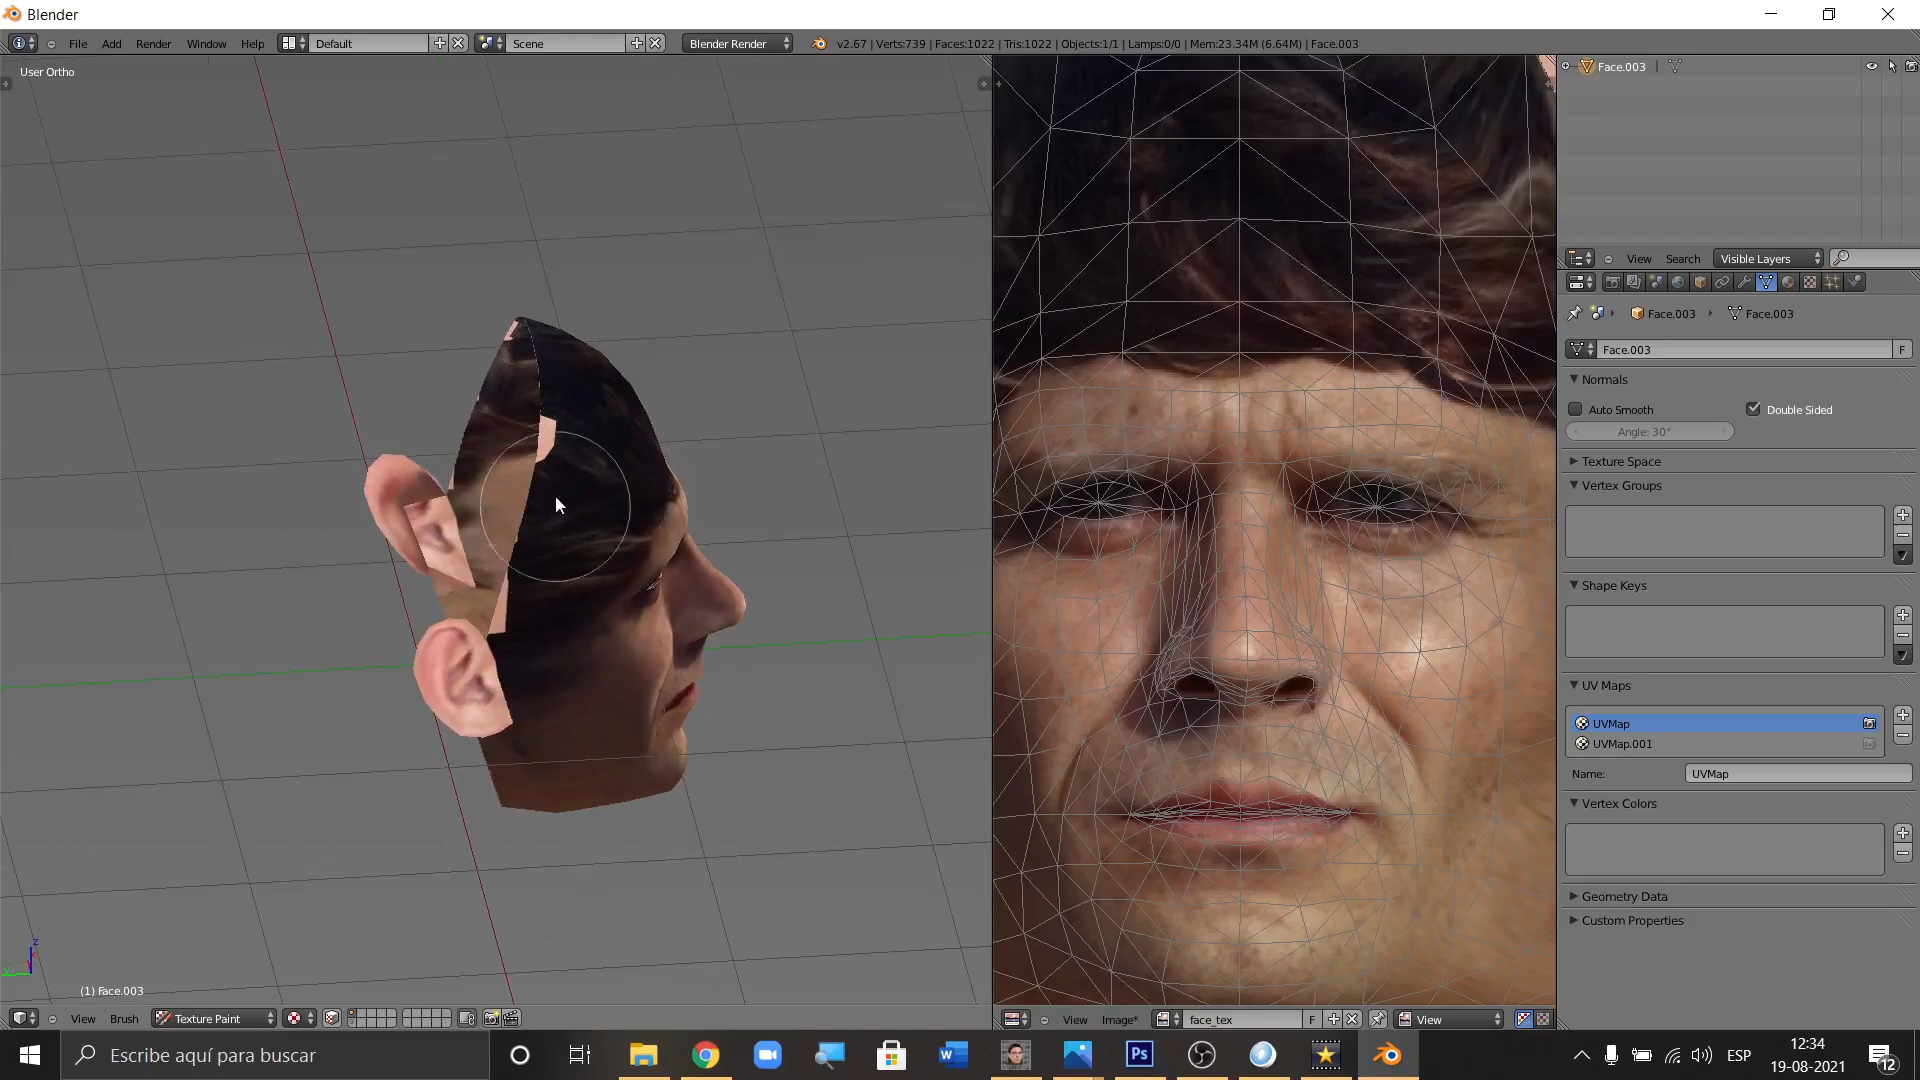 Blender
File Add Render Window Help Default Scene Blender Render v2.67 | Verts:739 | Faces:1022 | Tris:1022 | Objects:1/1 | Lamps:0/0 | Mem:23.34M (6.64M) | Face.003
User Ortho
Face.003
View Search Visible Layers
Face.003 Face.003
Face.003 F
Normals
Auto Smooth Double Sided
Angle: 30°
Texture Space
Vertex Groups
Shape Keys
UV Maps
UVMap
UVMap.001
Name: UVMap
Vertex Colors
Geometry Data
Custom Properties
z
y
(1) Face.003
View Brush Texture Paint
View Image* face_tex F View
Escribe aquí para buscar
W
Ps
ESP
12:34
19-08-2021
12